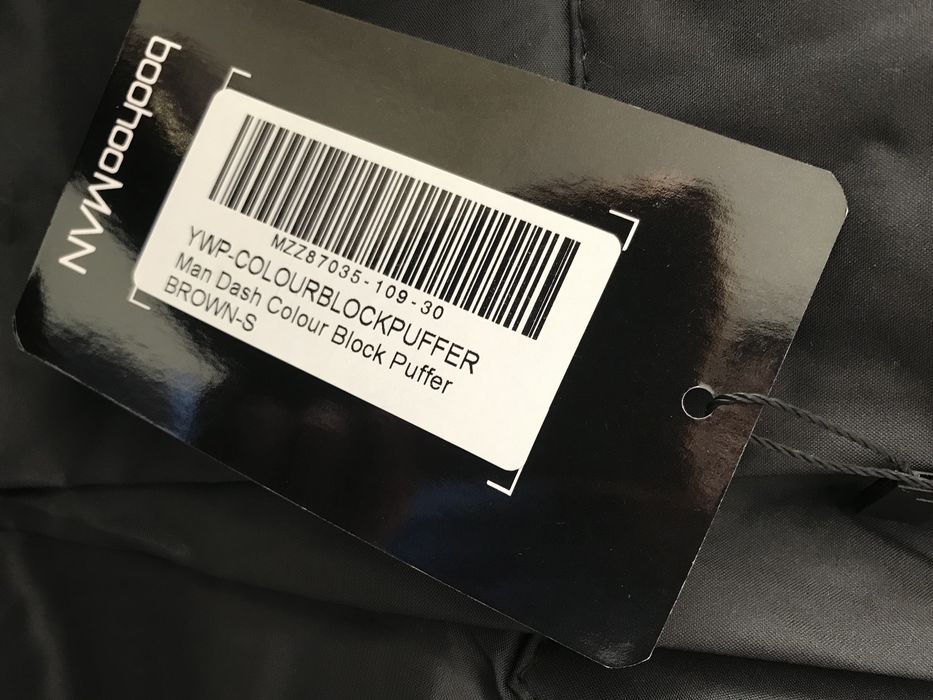 boohooMAN
MZZ87035-109-30
YWP-COLOURBLOCKPUFFER
Man Dash Colour Block Puffer
BROWN-S